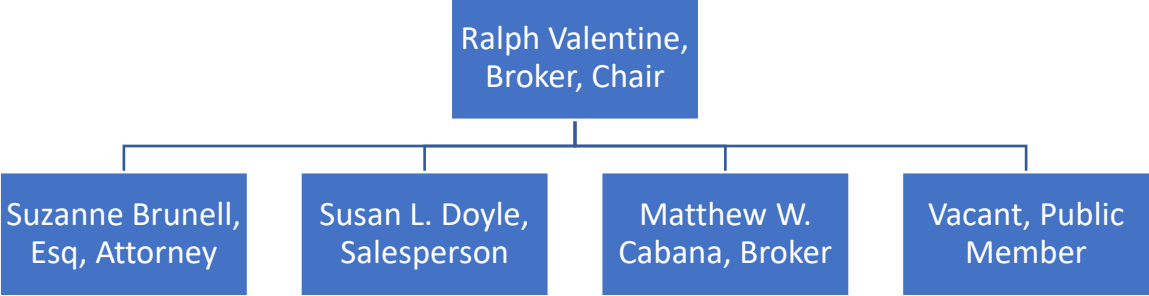 Ralph Valentine,
Broker, Chair
Suzanne Brunell,
Esq, Attorney
Susan L. Doyle,
Salesperson
Matthew W.
Cabana, Broker
Vacant, Public
Member